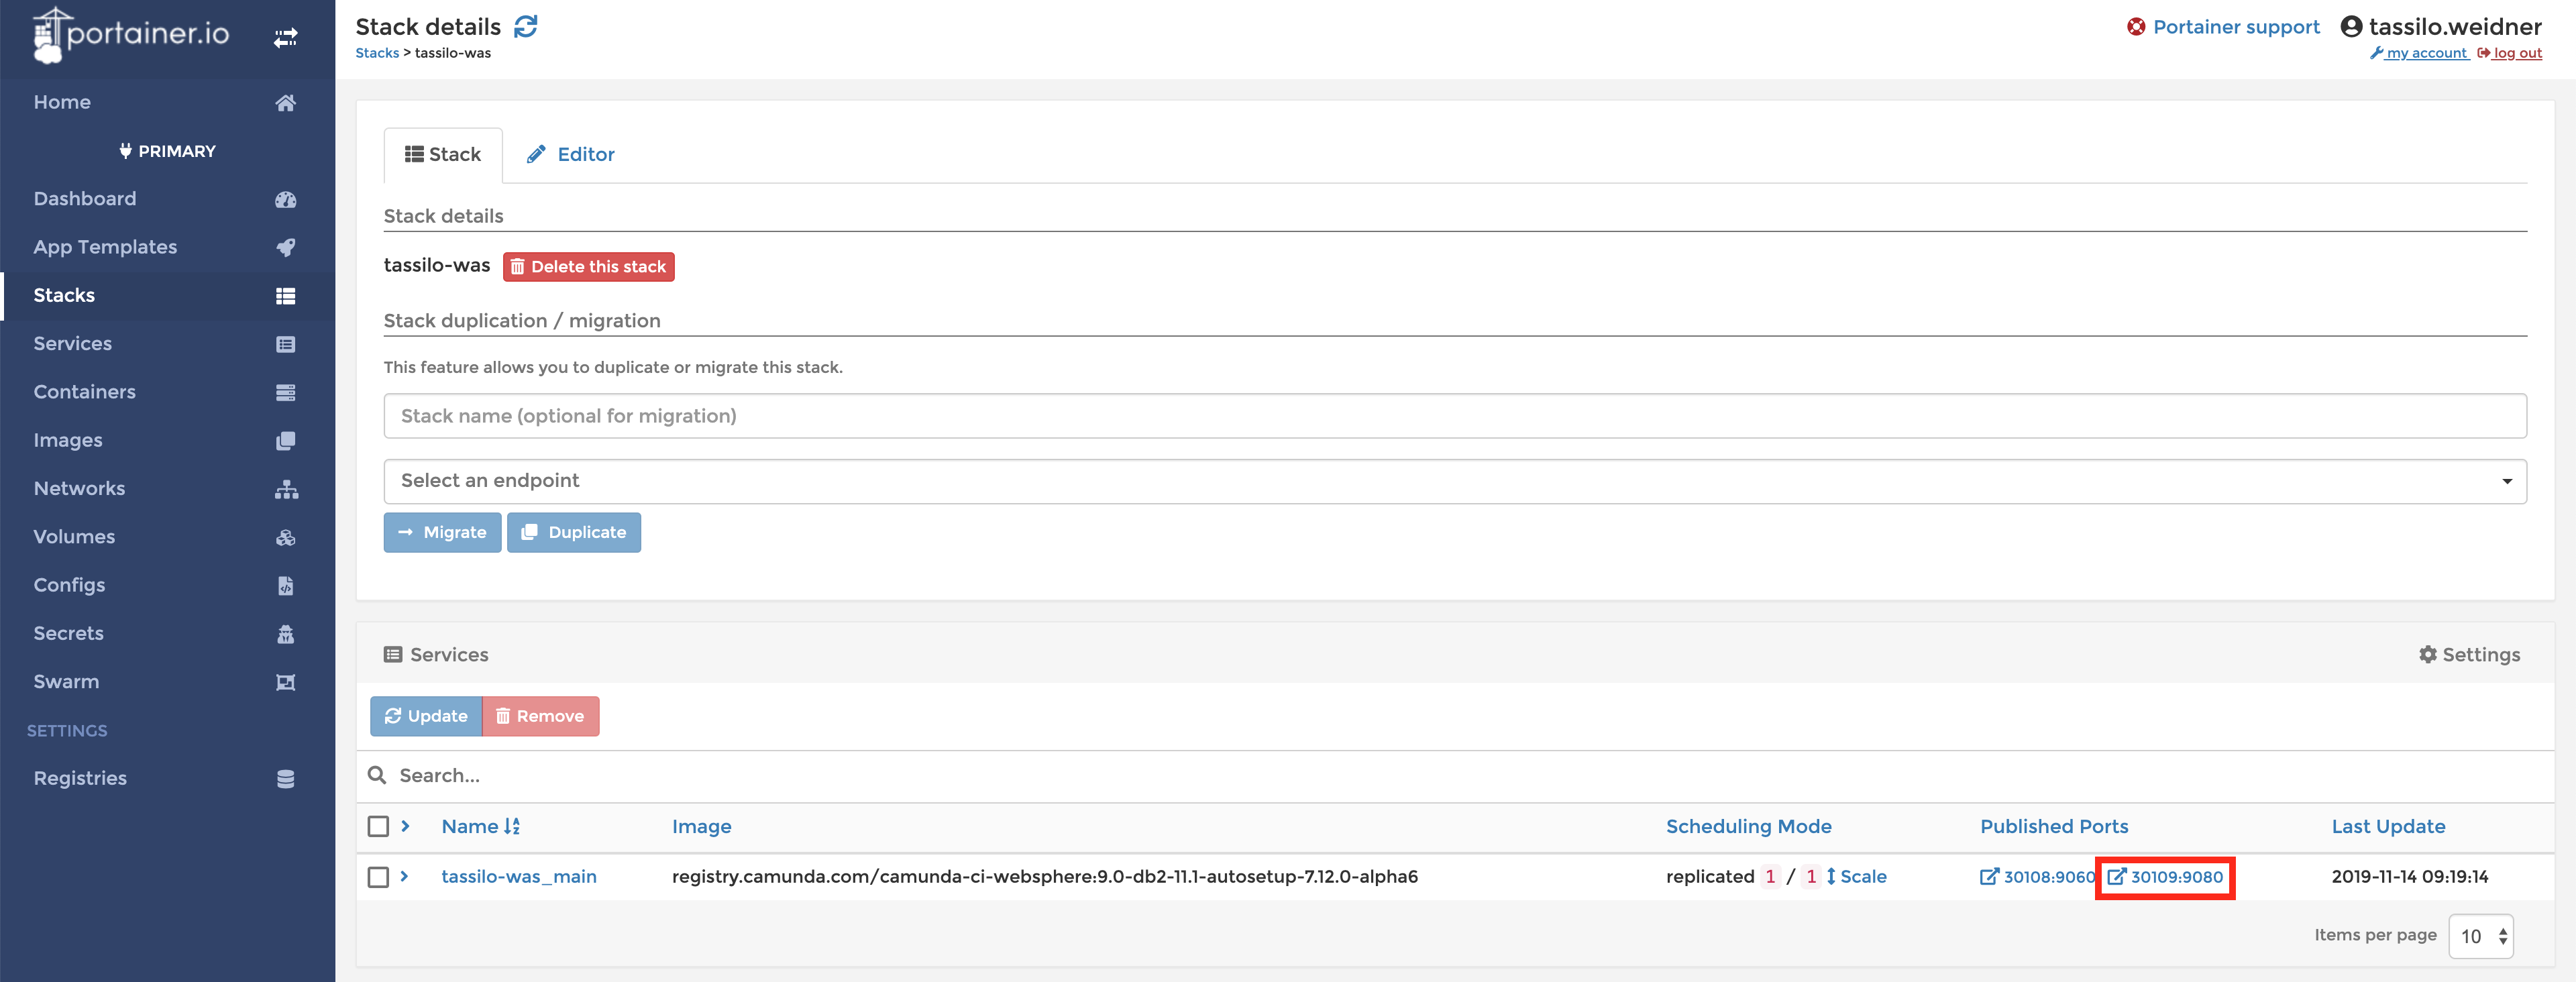 portainer.io
Home
PRIMARY
Dashboard
App Templates
Stacks
Services
Containers
Images
Networks
Volumes
Configs
Secrets
Swarm
SETTINGS
Registries
Stack details
Stacks > tassilo-was
Portainer support
tassilo.weidner
my account log out
Stack Editor
Stack details
tassilo-was Delete this stack
Stack duplication / migration
This feature allows you to duplicate or migrate this stack.
Stack name (optional for migration)
Select an endpoint
Migrate Duplicate
Services Settings
Update Remove
Search...
Name Image Scheduling Mode Published Ports Last Update
tassilo-was_main registry.camunda.com/camunda-ci-websphere:9.0-db2-11.1-autosetup-7.12.0-alpha6 replicated 1 / 1 Scale 30108:9060 30109:9080 2019-11-14 09:19:14
Items per page 10